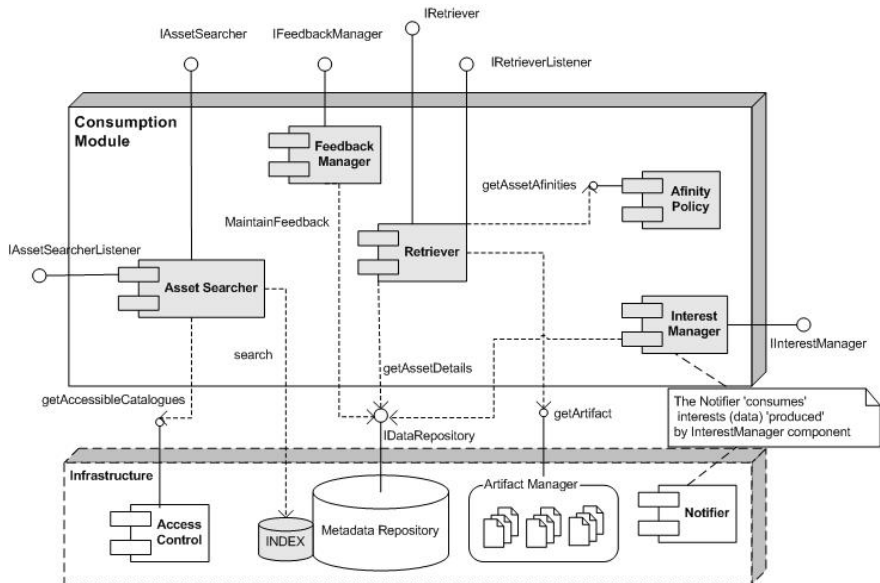 IRetriever
IAssetSearcher
IFeedbackManager
IRetrieverListener
Consumption
Module
Feedback
Manager
getAssetAfinities
Afinity
Policy
MaintainFeedback
Retriever
IAssetSearcherListener
Asset Searcher
Interest
Manager
IInterestManager
search
getAssetDetails
getAccessibleCatalogues
The Notifier 'consumes'
interests (data) 'produced'
by InterestManager component
getArtifact
IDataRepository
Infrastructure
Artifact Manager
Access
Control
INDEX
Metadata Repository
Notifier